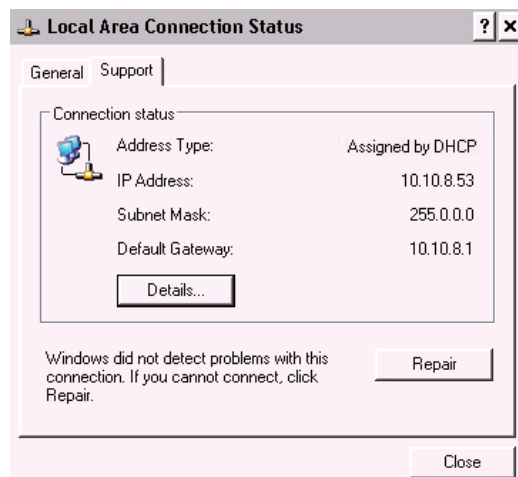 Local Area Connection Status
General Support
Connection status
Address Type: Assigned by DHCP
IP Address: 10.10.8.53
Subnet Mask: 255.0.0.0
Default Gateway: 10.10.8.1
Details...
Windows did not detect problems with this
connection. If you cannot connect, click
Repair.
Repair
Close